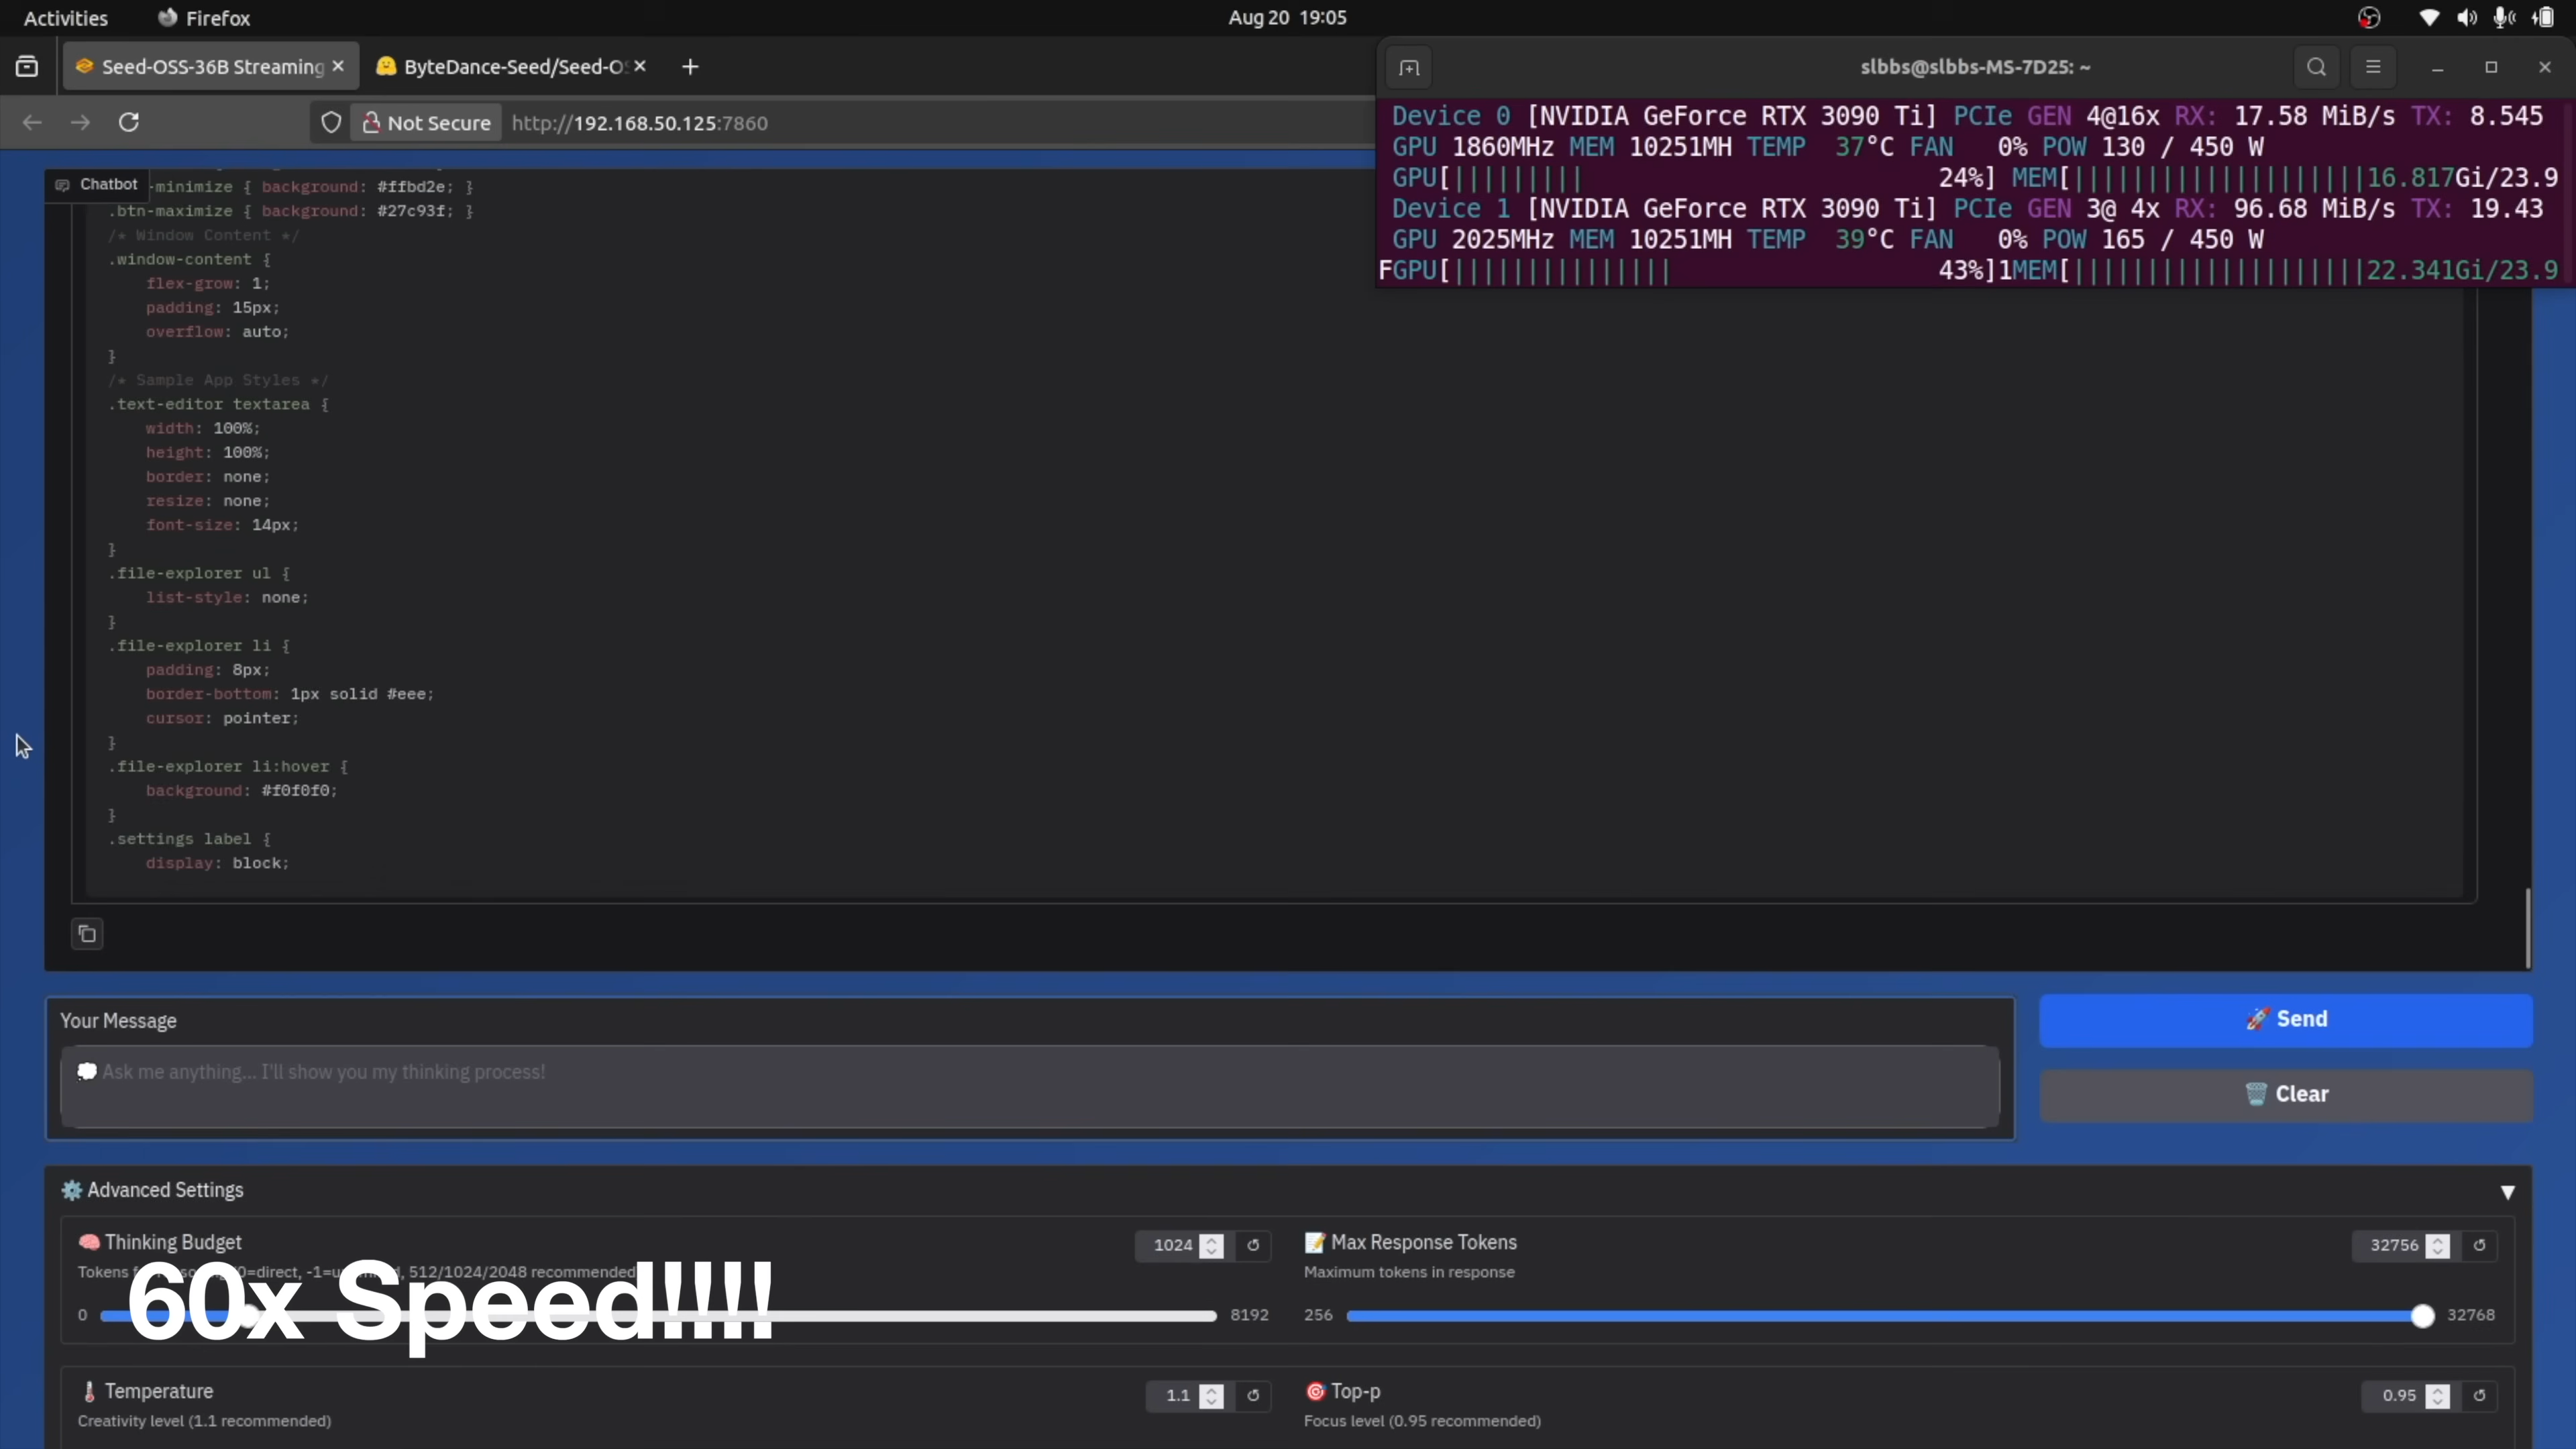 Activities Firefox Aug 20 19:05
Seed-OSS-36B Streaming ByteDance-Seed/Seed-OS
slbbs@slbbs-MS-7D25: ~
Not Secure http://192.168.50.125:7860
Device 0 [NVIDIA GeForce RTX 3090 Ti] PCIe GEN 4@16x RX: 17.58 MiB/s TX: 8.545
GPU 1860MHz MEM 10251MH TEMP 37°C FAN 0% POW 130 / 450 W
GPU[||||||||| 24%] MEM[||||||||||||||||||||16.817Gi/23.9
Device 1 [NVIDIA GeForce RTX 3090 Ti] PCIe GEN 3@ 4x RX: 96.68 MiB/s TX: 19.43
GPU 2025MHz MEM 10251MH TEMP 39°C FAN 0% POW 165 / 450 W
FGPU[||||||||||||||| 43%]1MEM[||||||||||||||||||||22.341Gi/23.9
Chatbot
-minimize { background: #ffbd2e; }
.btn-maximize { background: #27c93f; }
/* Window Content */
.window-content {
flex-grow: 1;
padding: 15px;
overflow: auto;
}
/* Sample App Styles */
.text-editor textarea {
width: 100%;
height: 100%;
border: none;
resize: none;
font-size: 14px;
}
.file-explorer ul {
list-style: none;
}
.file-explorer li {
padding: 8px;
border-bottom: 1px solid #eee;
cursor: pointer;
}
.file-explorer li:hover {
background: #f0f0f0;
}
.settings label {
display: block;
Your Message
Ask me anything... I'll show you my thinking process!
Send
Clear
Advanced Settings
Thinking Budget 1024
Tokens =direct, -1= , 512/1024/2048 recommended
0 8192
60x Speed!!!!
Max Response Tokens 32756
Maximum tokens in response
256 32768
Temperature 1.1
Creativity level (1.1 recommended)
Top-p 0.95
Focus level (0.95 recommended)